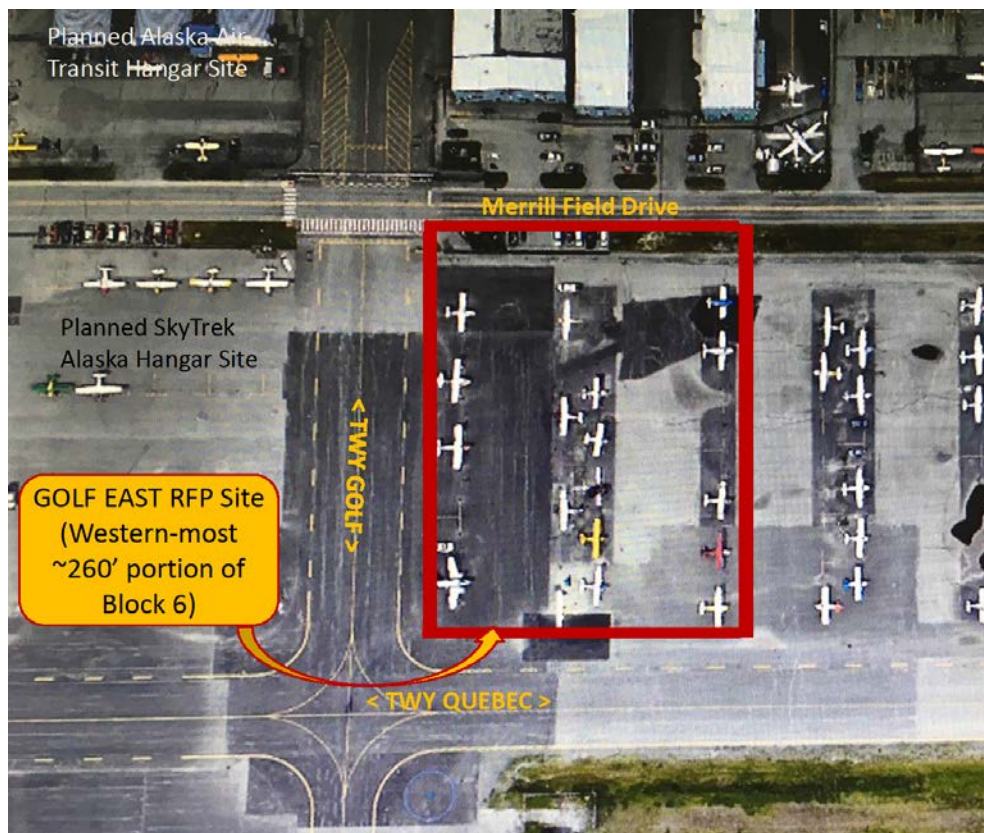 Planned Alaska Air
Transit Hangar Site
Merrill Field Drive
Planned SkyTrek
Alaska Hangar Site
< TWY GOLF >
GOLF EAST RFP Site
(Western-most
~260’ portion of
Block 6)
< TWY QUEBEC >